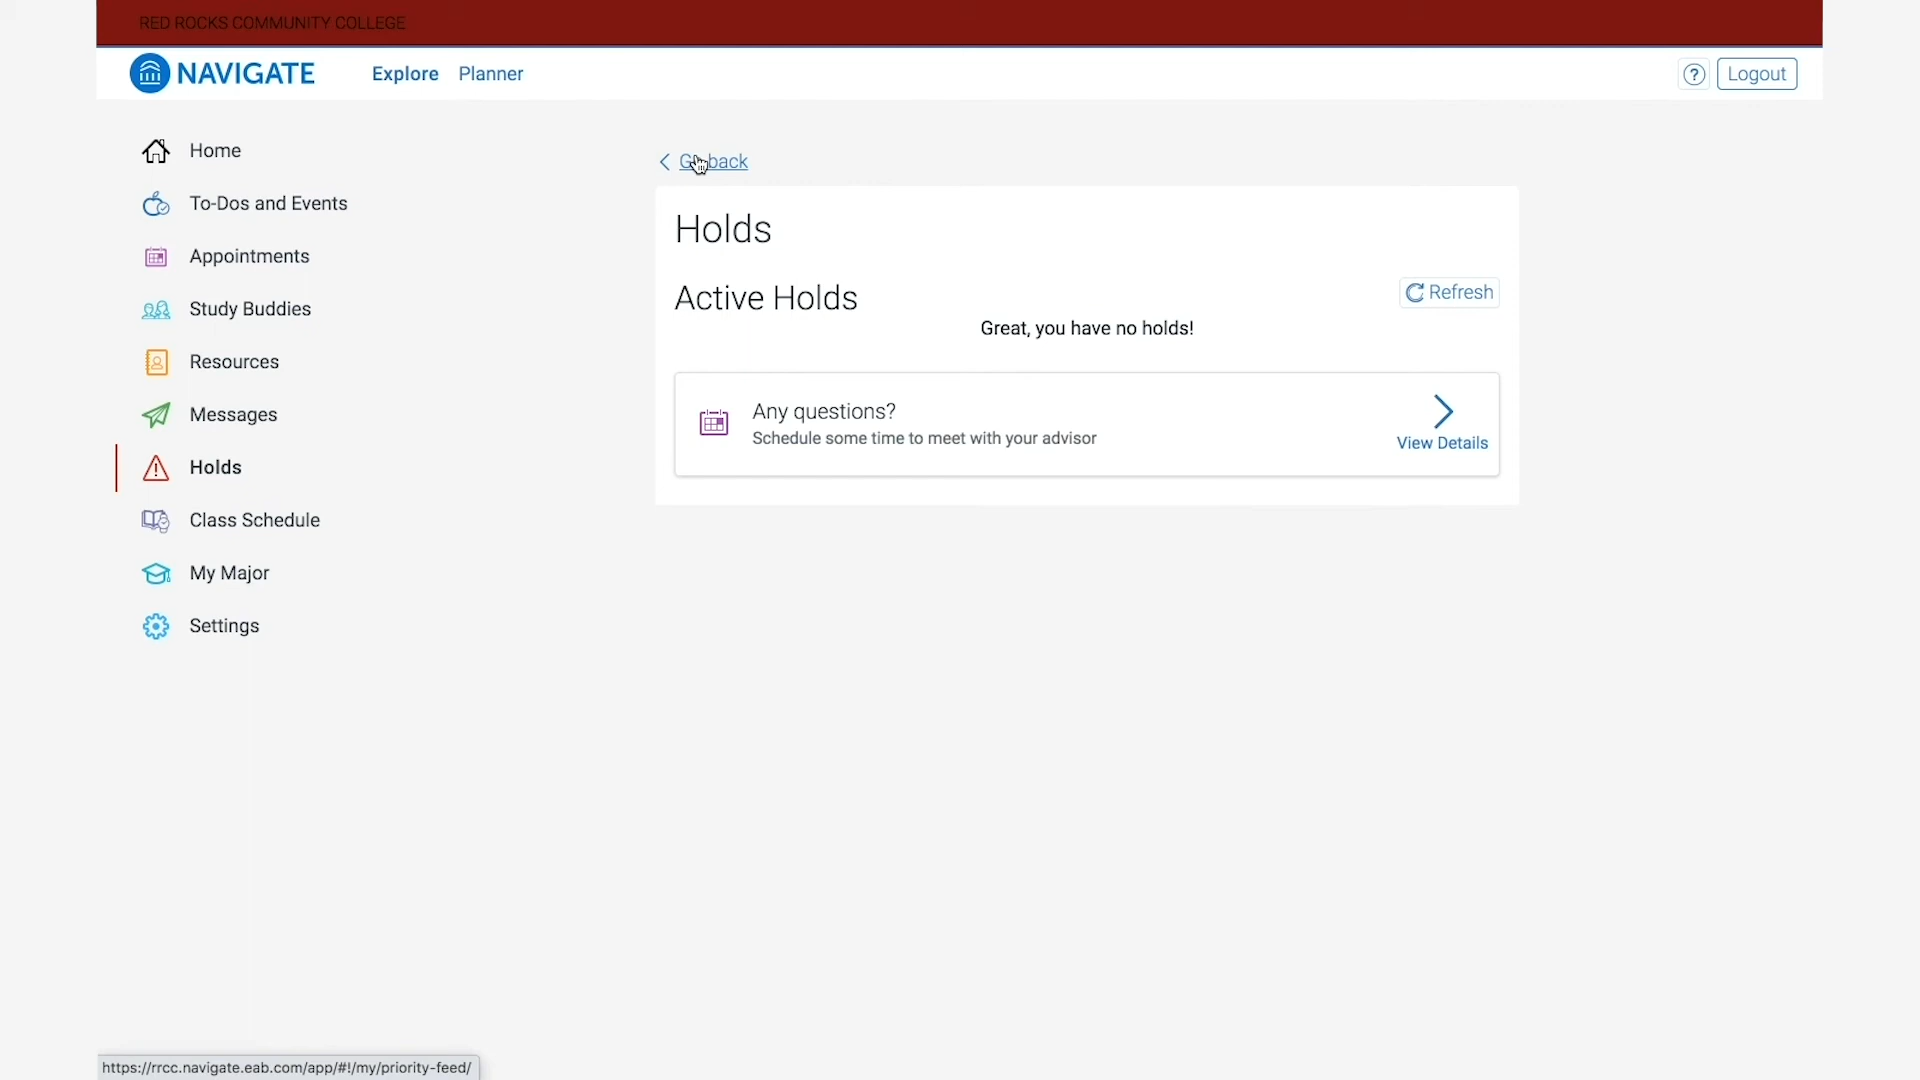 RED ROCKS COMMUNITY COLLEGE
NAVIGATE
Explore
Planner
?
Logout
Home
To-Dos and Events
Appointments
Study Buddies
Resources
Messages
Holds
Class Schedule
My Major
Settings
back
Holds
Active Holds
Refresh
Great, you have no holds!
Any questions?
Schedule some time to meet with your advisor
View Details
https://rrcc.navigate.eab.com/app/#!/my/priority-feed/